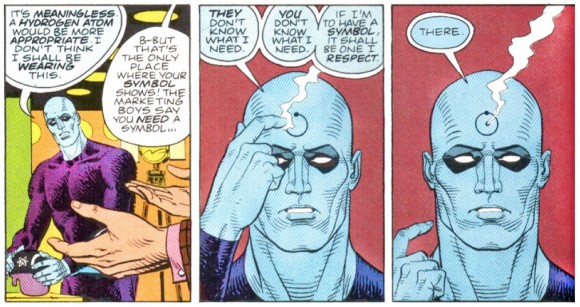 IT'S MEANINGLESS.
A HYDROGEN ATOM
WOULD BE MORE
APPROPRIATE. I
DON'T THINK
I SHALL BE
WEARING
THIS.
B-BUT
THAT'S
THE ONLY
PLACE
WHERE YOUR
SYMBOL
SHOWS! THE
MARKETING
BOYS SAY
YOU NEED A
SYMBOL...
THEY
DON'T
KNOW
WHAT I
NEED.
YOU
DON'T
KNOW
WHAT I
NEED.
IF I'M
TO HAVE A
SYMBOL,
IT SHALL
BE ONE I
RESPECT.
THERE.